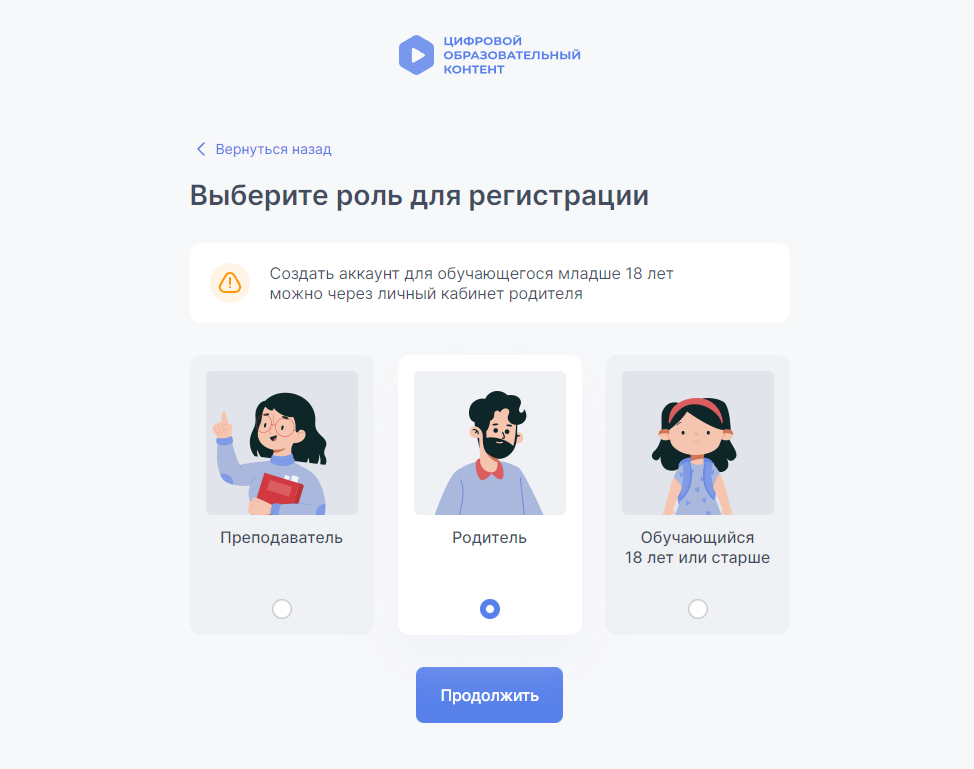 ЦИФРОВОЙ
ОБРАЗОВАТЕЛЬНЫЙ
КОНТЕНТ
Вернуться назад
Выберите роль для регистрации
Создать аккаунт для обучающегося младше 18 лет
можно через личный кабинет родителя
Преподаватель
Родитель
Обучающийся
18 лет или старше
Продолжить